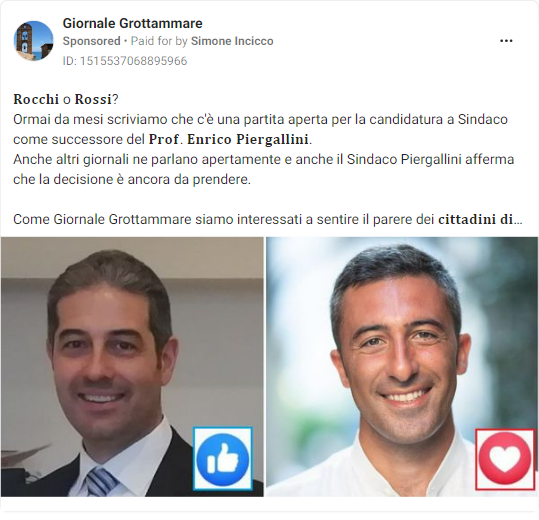 Giornale Grottammare
Sponsored • Paid for by Simone Incicco
ID: 1515537068895966
Rocchi o Rossi?
Ormai da mesi scriviamo che c'è una partita aperta per la candidatura a Sindaco
come successore del Prof. Enrico Piergallini.
Anche altri giornali ne parlano apertamente e anche il Sindaco Piergallini afferma
che la decisione è ancora da prendere.
Come Giornale Grottammare siamo interessati a sentire il parere dei cittadini di...